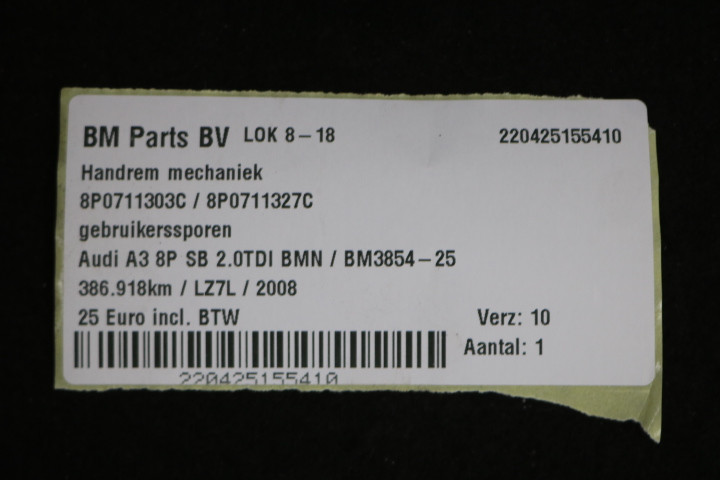 BM Parts BV LOK 8-18 220425155410
Handrem mechaniek
8P0711303C / 8P0711327C
gebruikerssporen
Audi A3 8P SB 2.0TDI BMN / BM3854-25
386.918km / LZ7L / 2008
25 Euro incl. BTW Verz: 10
Aantal: 1
220425155410